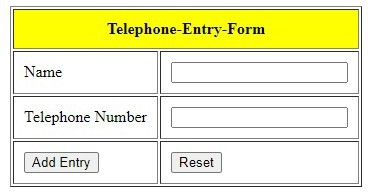 Telephone-Entry-Form
Name
Telephone Number
Add Entry Reset